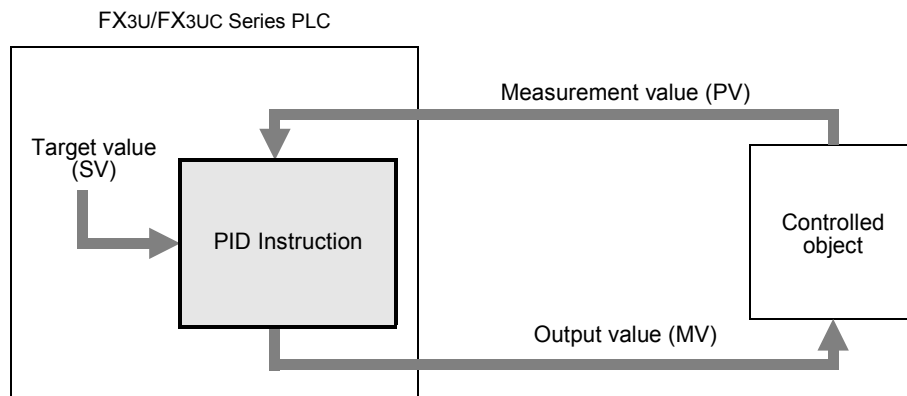 FX3U/FX3UC Series PLC
Measurement value (PV)
Target value
(SV)
PID Instruction
Controlled
object
Output value (MV)